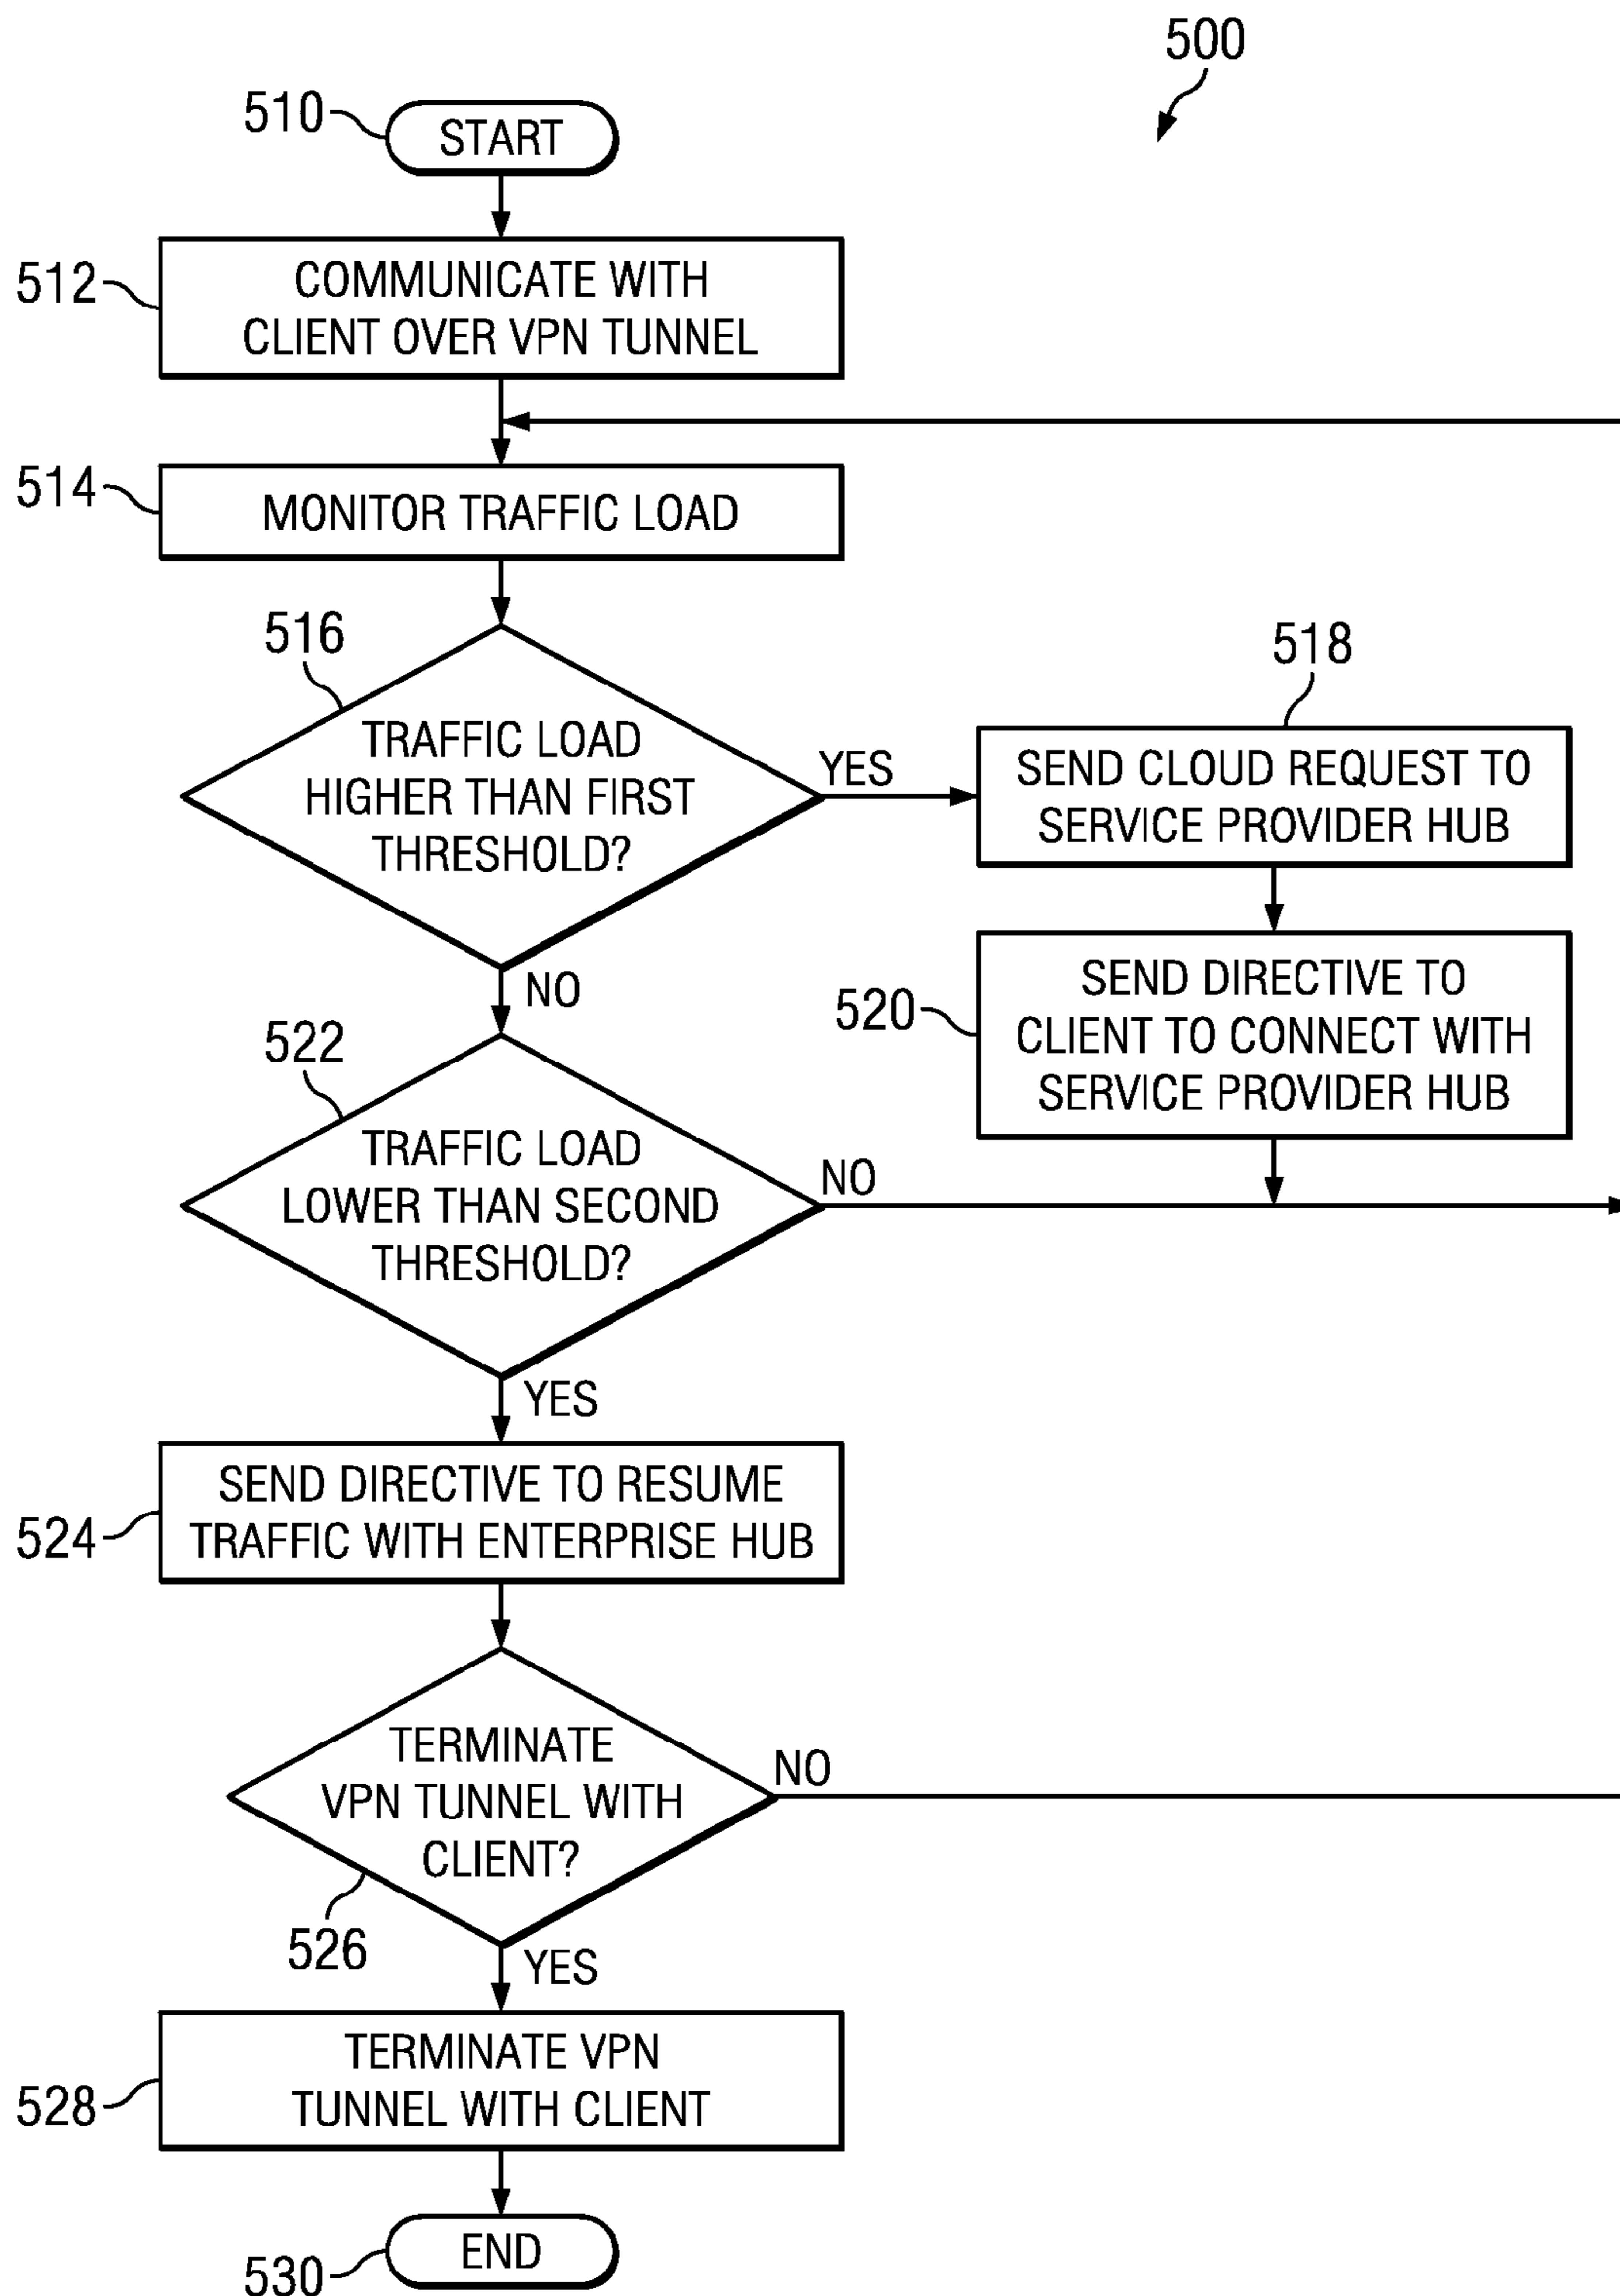 500
510
START
512
COMMUNICATE WITH
CLIENT OVER VPN TUNNEL
514
MONITOR TRAFFIC LOAD
516
TRAFFIC LOAD
HIGHER THAN FIRST
THRESHOLD?
YES
518
SEND CLOUD REQUEST TO
SERVICE PROVIDER HUB
NO
520
SEND DIRECTIVE TO
CLIENT TO CONNECT WITH
SERVICE PROVIDER HUB
522
TRAFFIC LOAD
LOWER THAN SECOND
THRESHOLD?
NO
YES
524
SEND DIRECTIVE TO RESUME
TRAFFIC WITH ENTERPRISE HUB
TERMINATE
VPN TUNNEL WITH
CLIENT?
NO
526
YES
528
TERMINATE VPN
TUNNEL WITH CLIENT
530
END